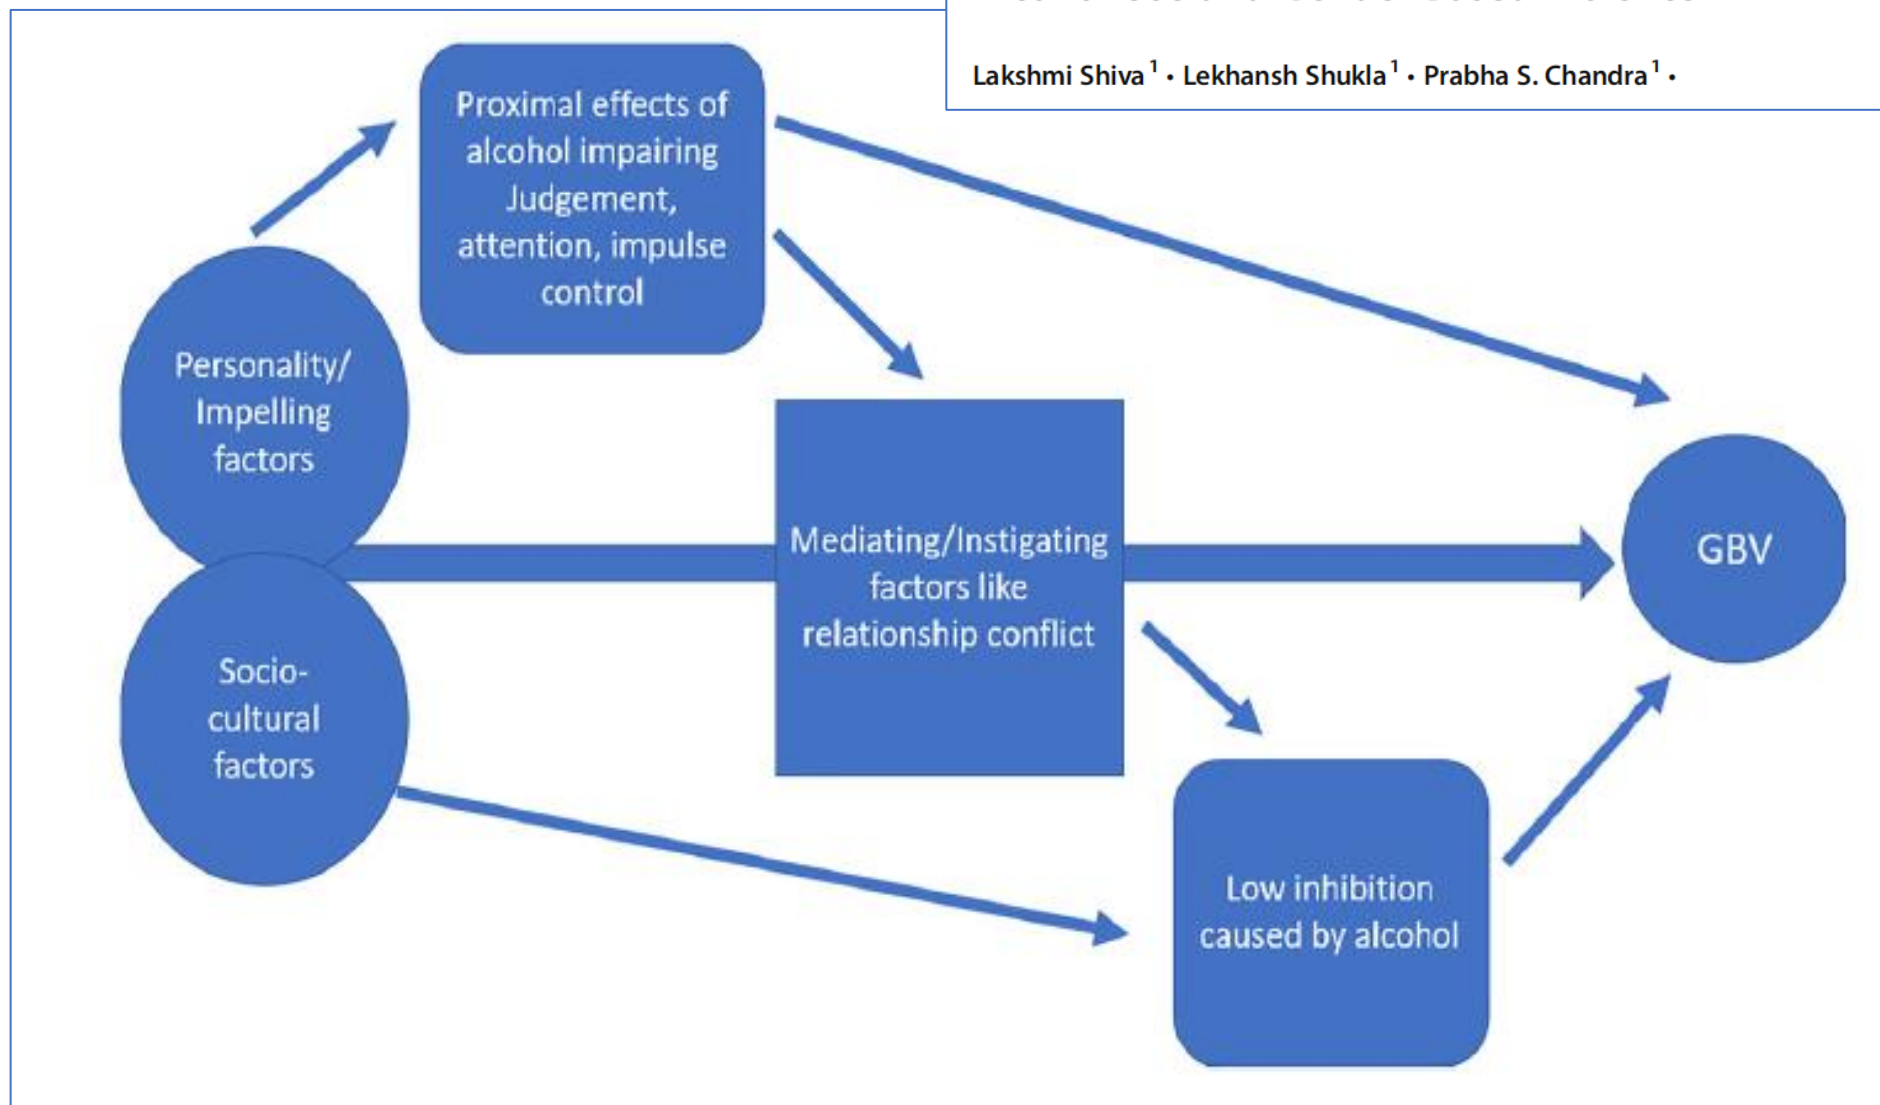 Lakshmi Shiva 1 • Lekhansh Shukla 1 • Prabha S. Chandra 1 •
Proximal effects of
alcohol impairing
Judgement,
attention, impulse
control
Personality/
Impelling
factors
Mediating/Instigating
factors like
relationship conflict
GBV
Socio-
cultural
factors
Low inhibition
caused by alcohol